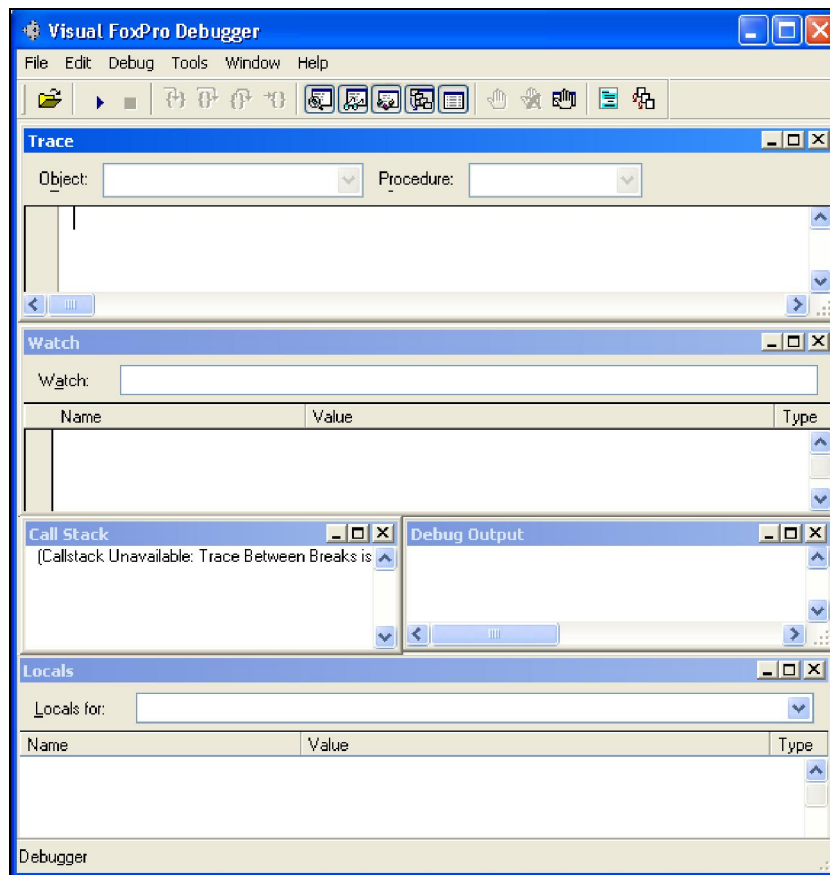 Visual FoxPro Debugger
File Edit Debug Tools Window Help
Trace
Object: Procedure:
Watch
Watch:
Name Value Type
Call Stack
(Callstack Unavailable: Trace Between Breaks is
Debug Output
Locals
Locals for:
Name Value Type
Debugger